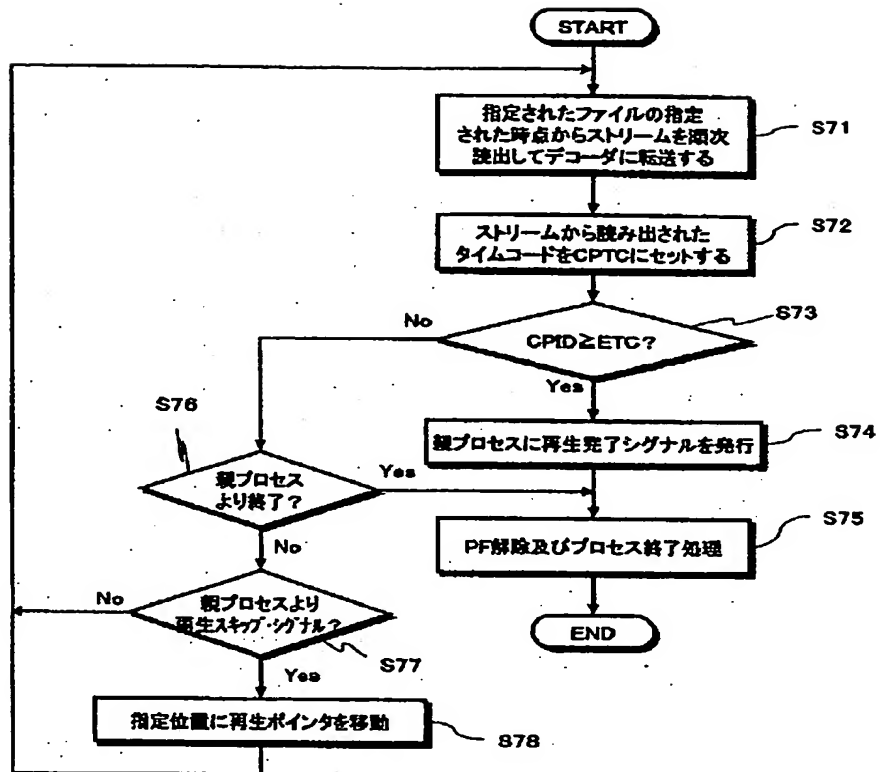 START
指定されたファイルの指定
された時点からストリームを順次
読出してデコーダに転送する
S71
ストリームから読み出された
タイムコードをCPTCにセットする
S72
CPID≧ETC?
S73
No
Yes
親プロセスに再生完了シグナルを発行
S74
S76
親プロセス
より終了?
Yes
No
PF解除及びプロセス終了処理
S75
END
親プロセスより
再生スキップ・シグナル?
No
S77
Yes
指定位置に再生ポインタを移動
S78